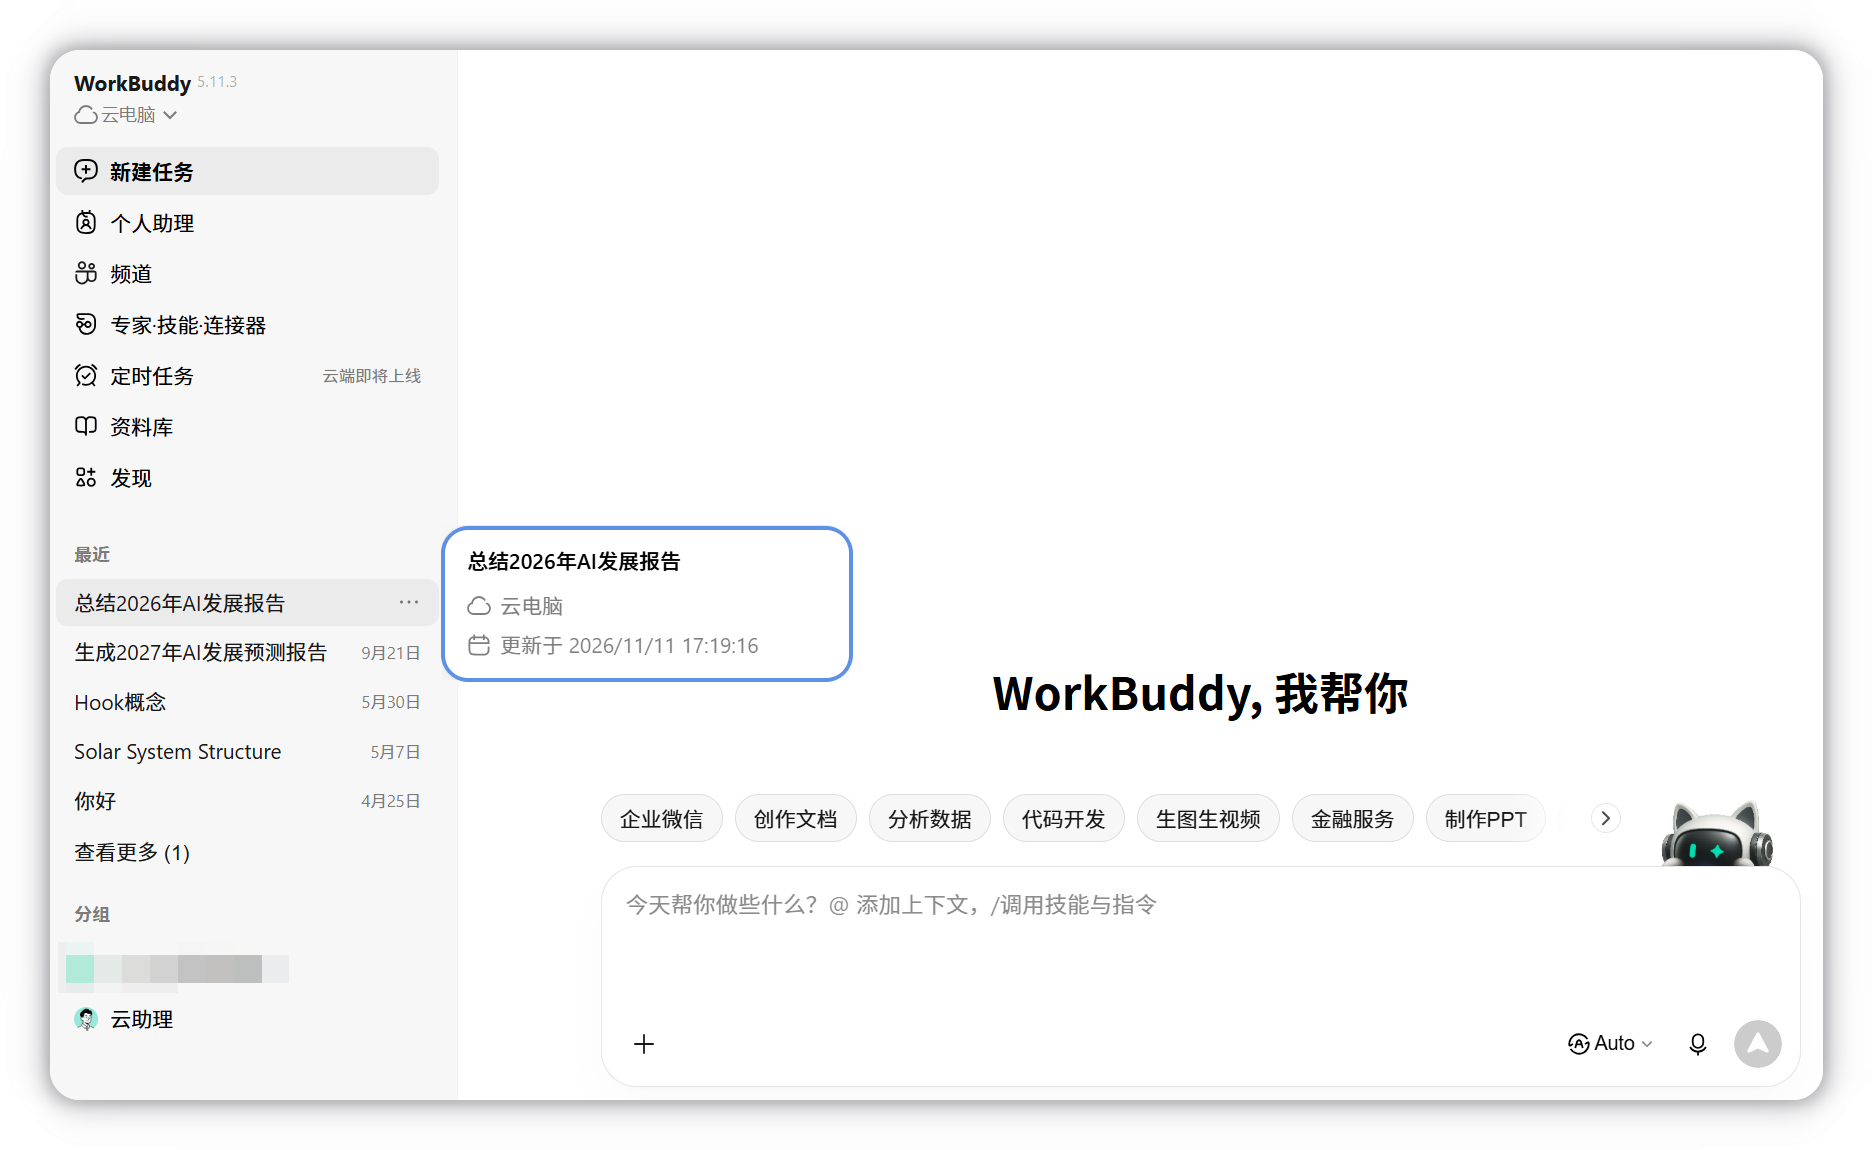 WorkBuddy 5.11.3
云电脑
新建任务
个人助理
频道
专家·技能·连接器
定时任务 云端即将上线
资料库
发现
最近
总结2026年AI发展报告 ···
生成2027年AI发展预测报告 9月21日
Hook概念 5月30日
Solar System Structure 5月7日
你好 4月25日
查看更多 (1)
分组
云助理
总结2026年AI发展报告
云电脑
更新于 2026/11/11 17:19:16
WorkBuddy, 我帮你
企业微信 创作文档 分析数据 代码开发 生图生视频 金融服务 制作PPT
今天帮你做些什么？@ 添加上下文，/调用技能与指令
Auto